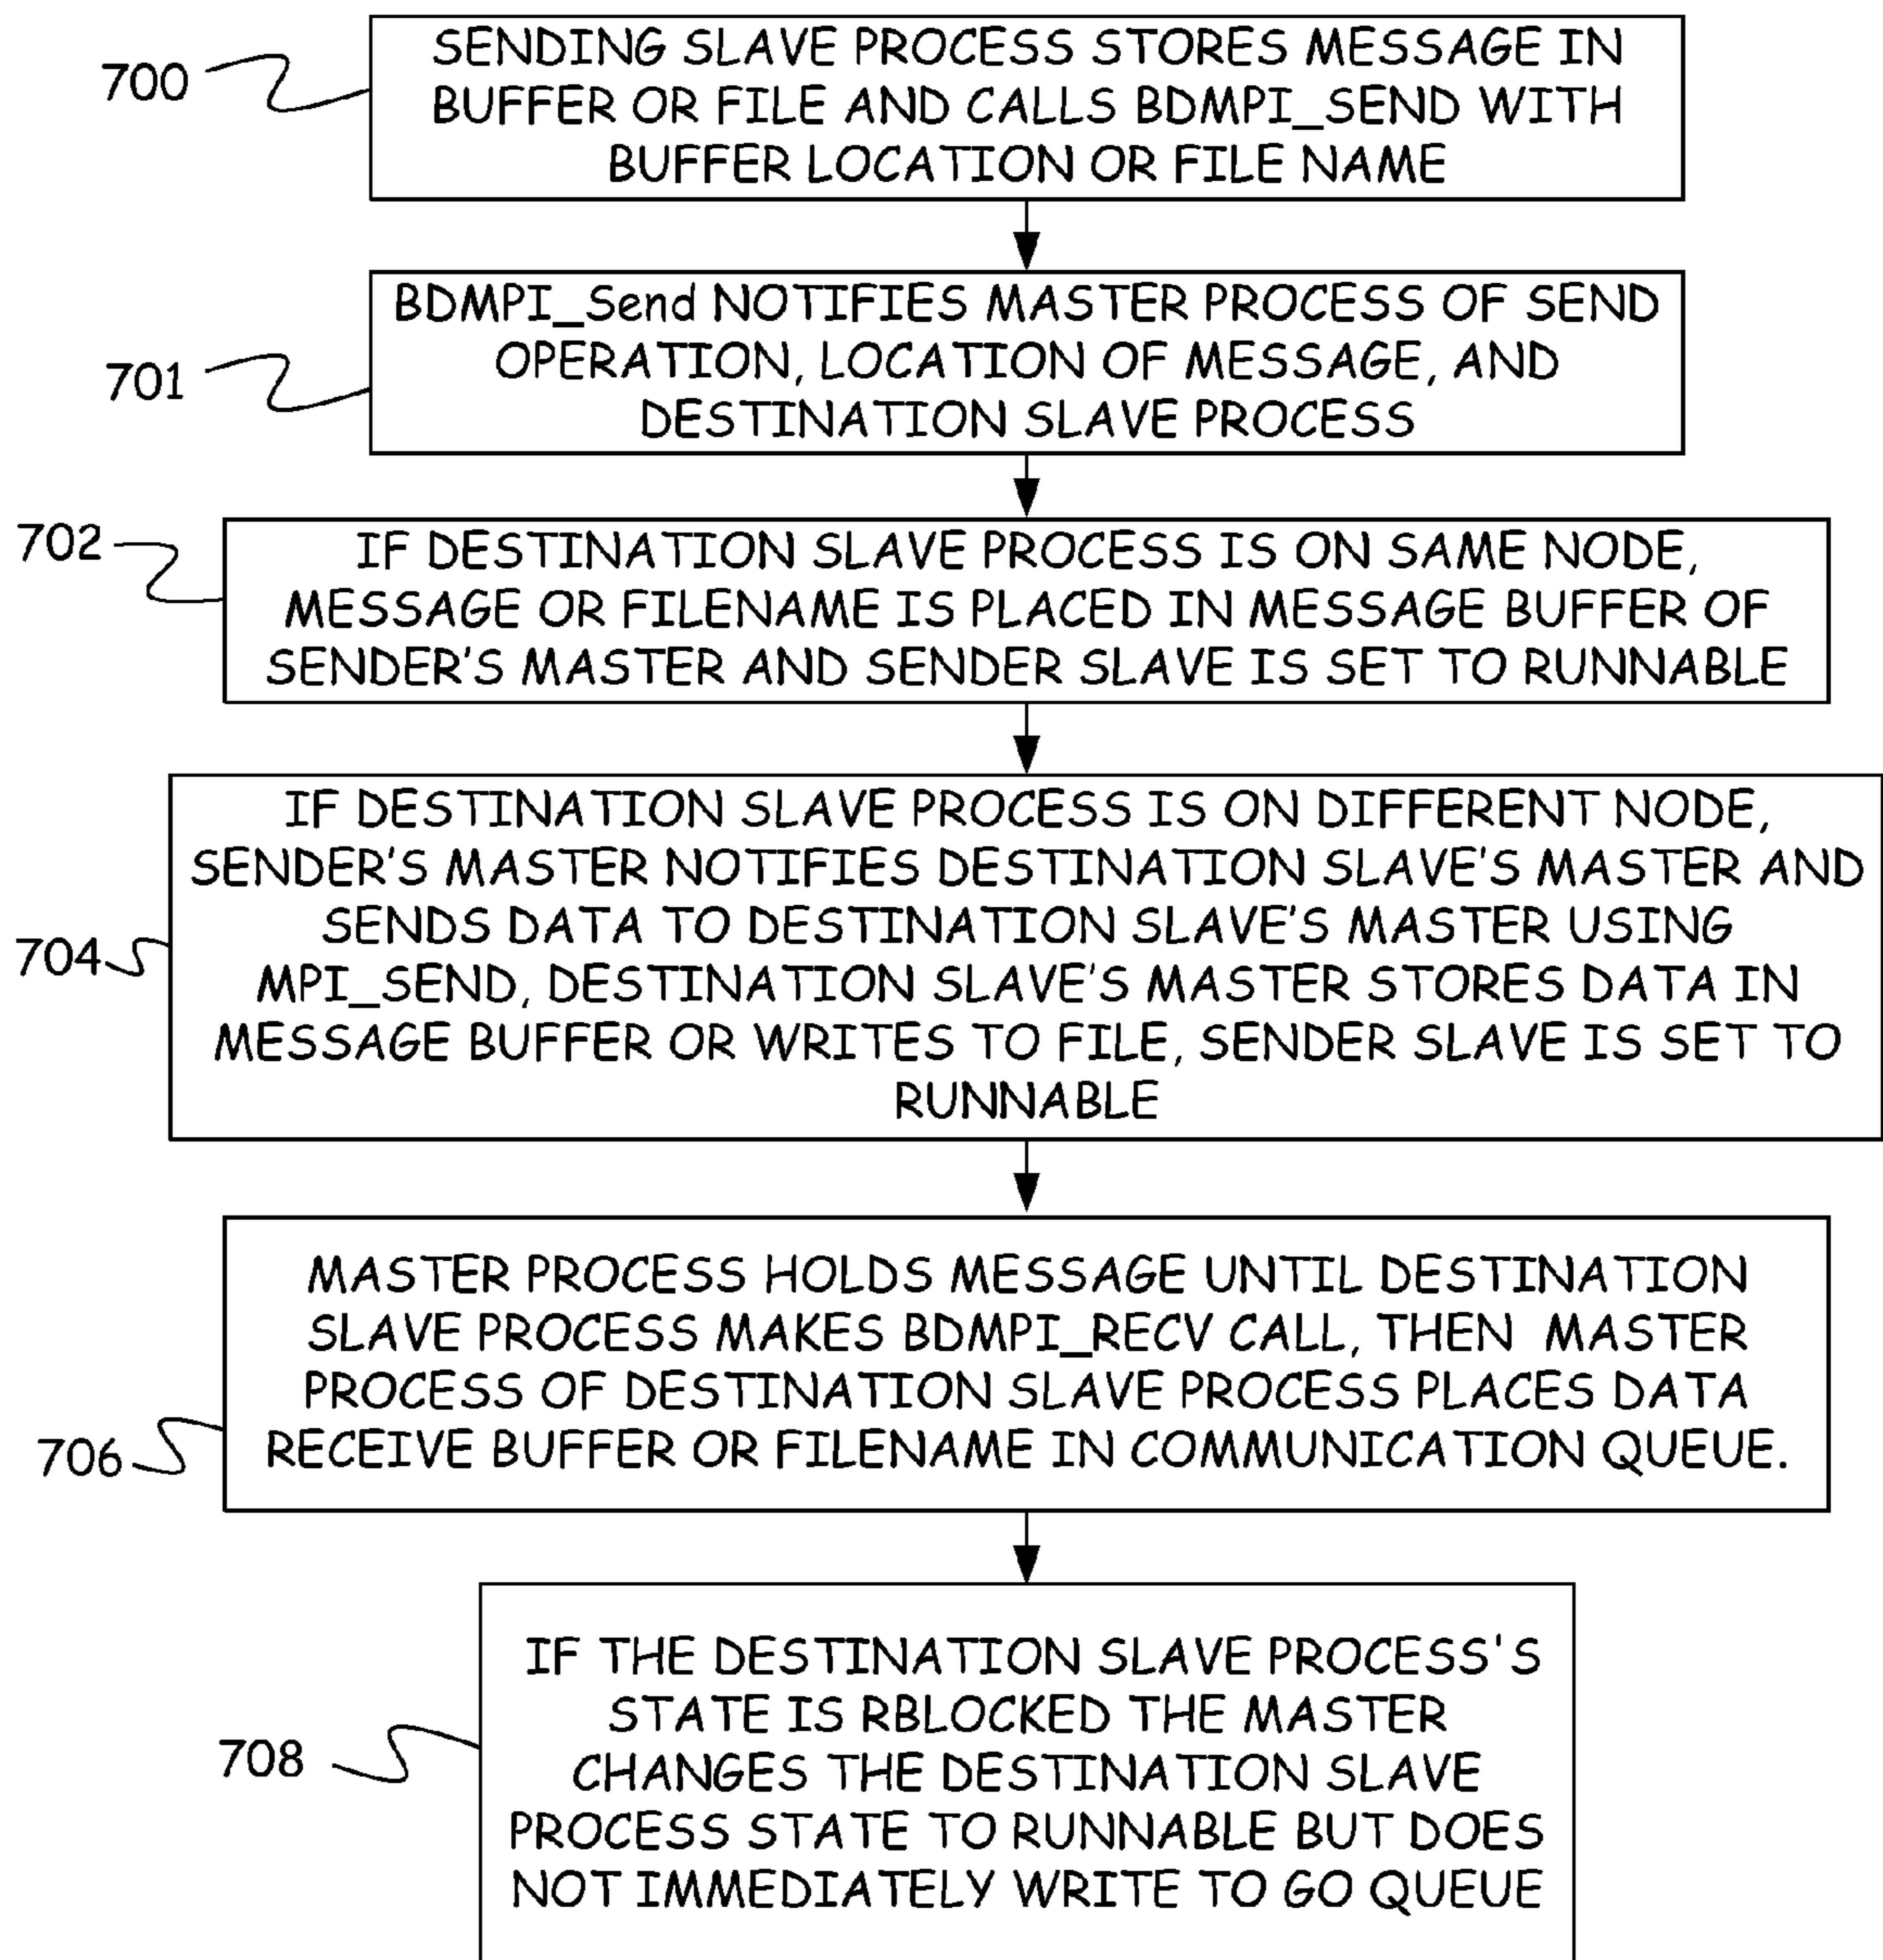 700
SENDING SLAVE PROCESS STORES MESSAGE IN
BUFFER OR FILE AND CALLS BDMPI_SEND WITH
BUFFER LOCATION OR FILE NAME
701
BDMPI_Send NOTIFIES MASTER PROCESS OF SEND
OPERATION, LOCATION OF MESSAGE, AND
DESTINATION SLAVE PROCESS
702
IF DESTINATION SLAVE PROCESS IS ON SAME NODE,
MESSAGE OR FILENAME IS PLACED IN MESSAGE BUFFER OF
SENDER'S MASTER AND SENDER SLAVE IS SET TO RUNNABLE
704
IF DESTINATION SLAVE PROCESS IS ON DIFFERENT NODE,
SENDER'S MASTER NOTIFIES DESTINATION SLAVE'S MASTER AND
SENDS DATA TO DESTINATION SLAVE'S MASTER USING
MPI_SEND, DESTINATION SLAVE'S MASTER STORES DATA IN
MESSAGE BUFFER OR WRITES TO FILE, SENDER SLAVE IS SET TO
RUNNABLE
706
MASTER PROCESS HOLDS MESSAGE UNTIL DESTINATION
SLAVE PROCESS MAKES BDMPI_RECV CALL, THEN MASTER
PROCESS OF DESTINATION SLAVE PROCESS PLACES DATA
RECEIVE BUFFER OR FILENAME IN COMMUNICATION QUEUE.
708
IF THE DESTINATION SLAVE PROCESS'S
STATE IS RBLOCKED THE MASTER
CHANGES THE DESTINATION SLAVE
PROCESS STATE TO RUNNABLE BUT DOES
NOT IMMEDIATELY WRITE TO GO QUEUE